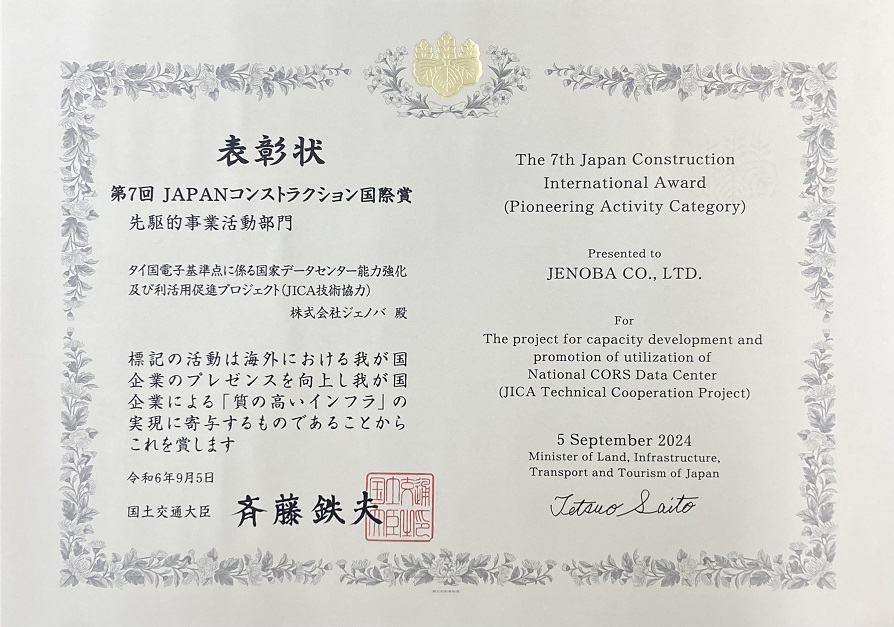 表彰状
第7回 JAPANコンストラクション国際賞
先駆的事業活動部門
タイ国電子基準点に係る国家データセンター能力強化
及び利活用促進プロジェクト(JICA技術協力)
株式会社ジェノバ 殿
標記の活動は海外における我が国
企業のプレゼンスを向上し我が国
企業による「質の高いインフラ」の
実現に寄与するものであることから
これを賞します
令和6年9月5日
国土交通大臣 斉藤鉄夫
The 7th Japan Construction
International Award
(Pioneering Activity Category)
Presented to
JENOBA CO., LTD.
For
The project for capacity development and
promotion of utilization of
National CORS Data Center
(JICA Technical Cooperation Project)
5 September 2024
Minister of Land, Infrastructure,
Transport and Tourism of Japan
Tetsuo Saito